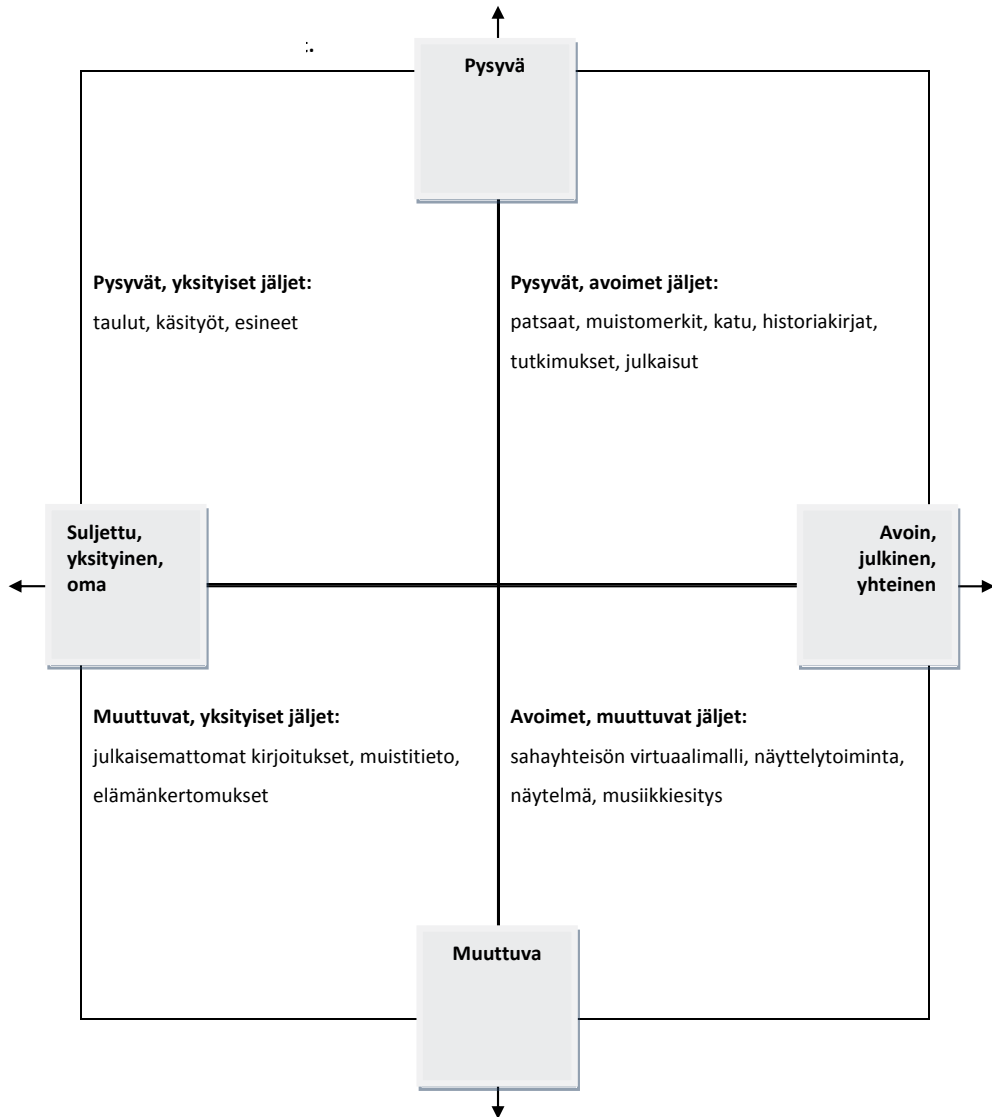 :.
Pysyvä
Pysyvät, yksityiset jäljet:
taulut, käsityöt, esineet
Pysyvät, avoimet jäljet:
patsaat, muistomerkit, katu, historiakirjat,
tutkimukset, julkaisut
Suljettu,
yksityinen,
oma
Avoin,
julkinen,
yhteinen
Muuttuvat, yksityiset jäljet:
julkaisemattomat kirjoitukset, muistitieto,
elämänkertomukset
Avoimet, muuttuvat jäljet:
sahayhteisön virtuaalimalli, näyttelytoiminta,
näytelmä, musiikkiesitys
Muuttuva